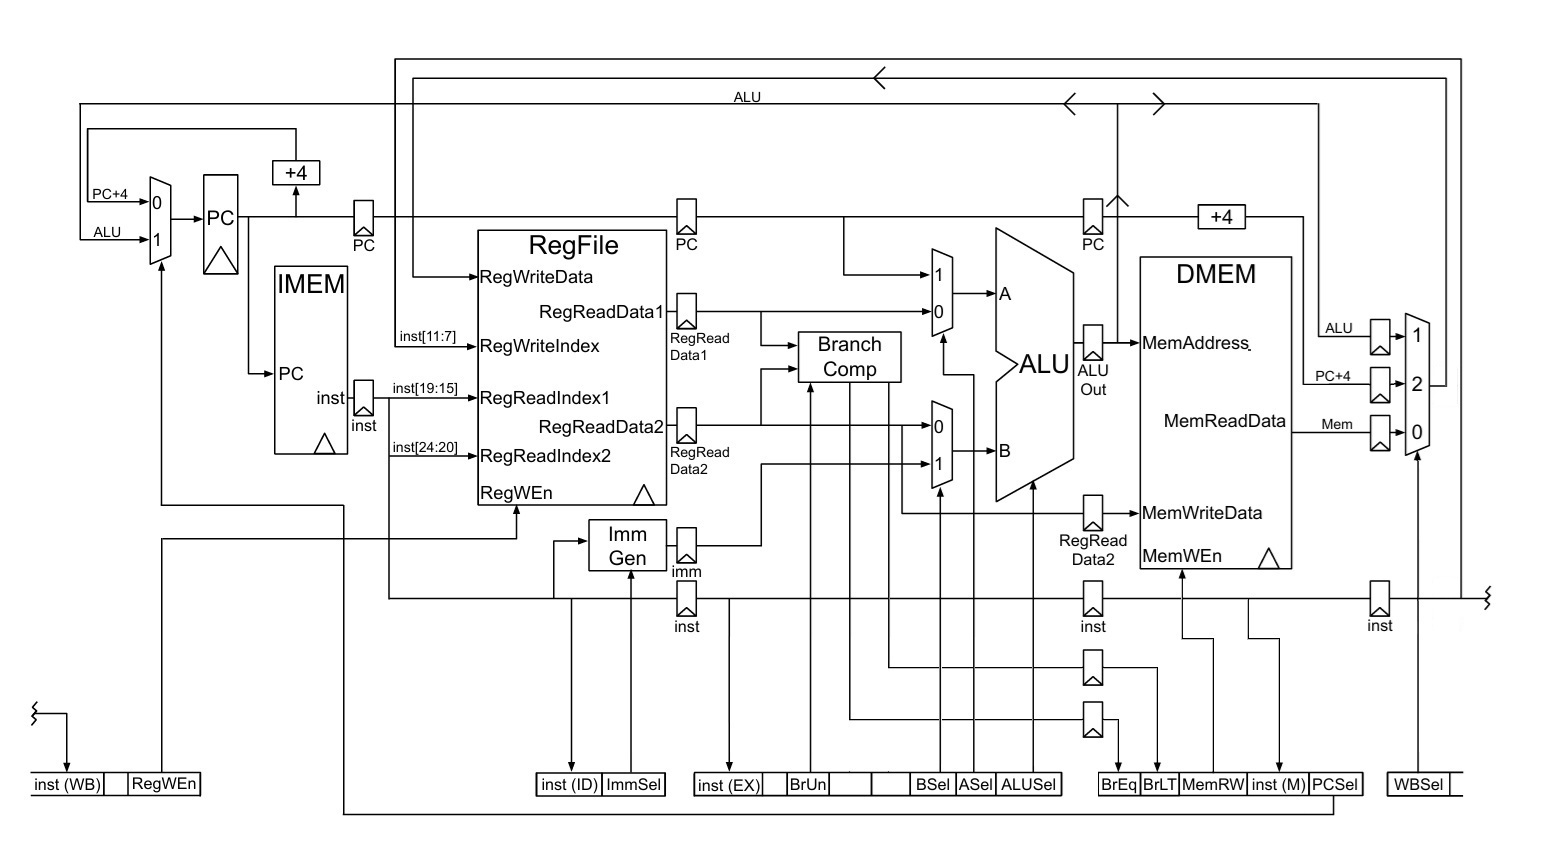 ALU
+4
PC+4
0
ALU
1
PC
PC
IMEM
PC
inst
inst
RegFile
RegWriteData
RegReadData1
inst[11:7]
RegWriteIndex
inst[19:15]
RegReadIndex1
RegReadData2
inst[24:20]
RegReadIndex2
RegWEn
PC
RegRead
Data1
RegRead
Data2
Imm
Gen
imm
inst
Branch
Comp
1
0
0
1
A
B
ALU
PC
ALU
Out
RegRead
Data2
inst
+4
DMEM
MemAddress
MemReadData
MemWriteData
MemWEn
ALU
PC+4
Mem
1
2
0
inst
inst (WB)
RegWEn
inst (ID)
ImmSel
inst (EX)
BrUn
BSel
ASel
ALUSel
BrEq
BrLT
MemRW
inst (M)
PCSel
WBSel